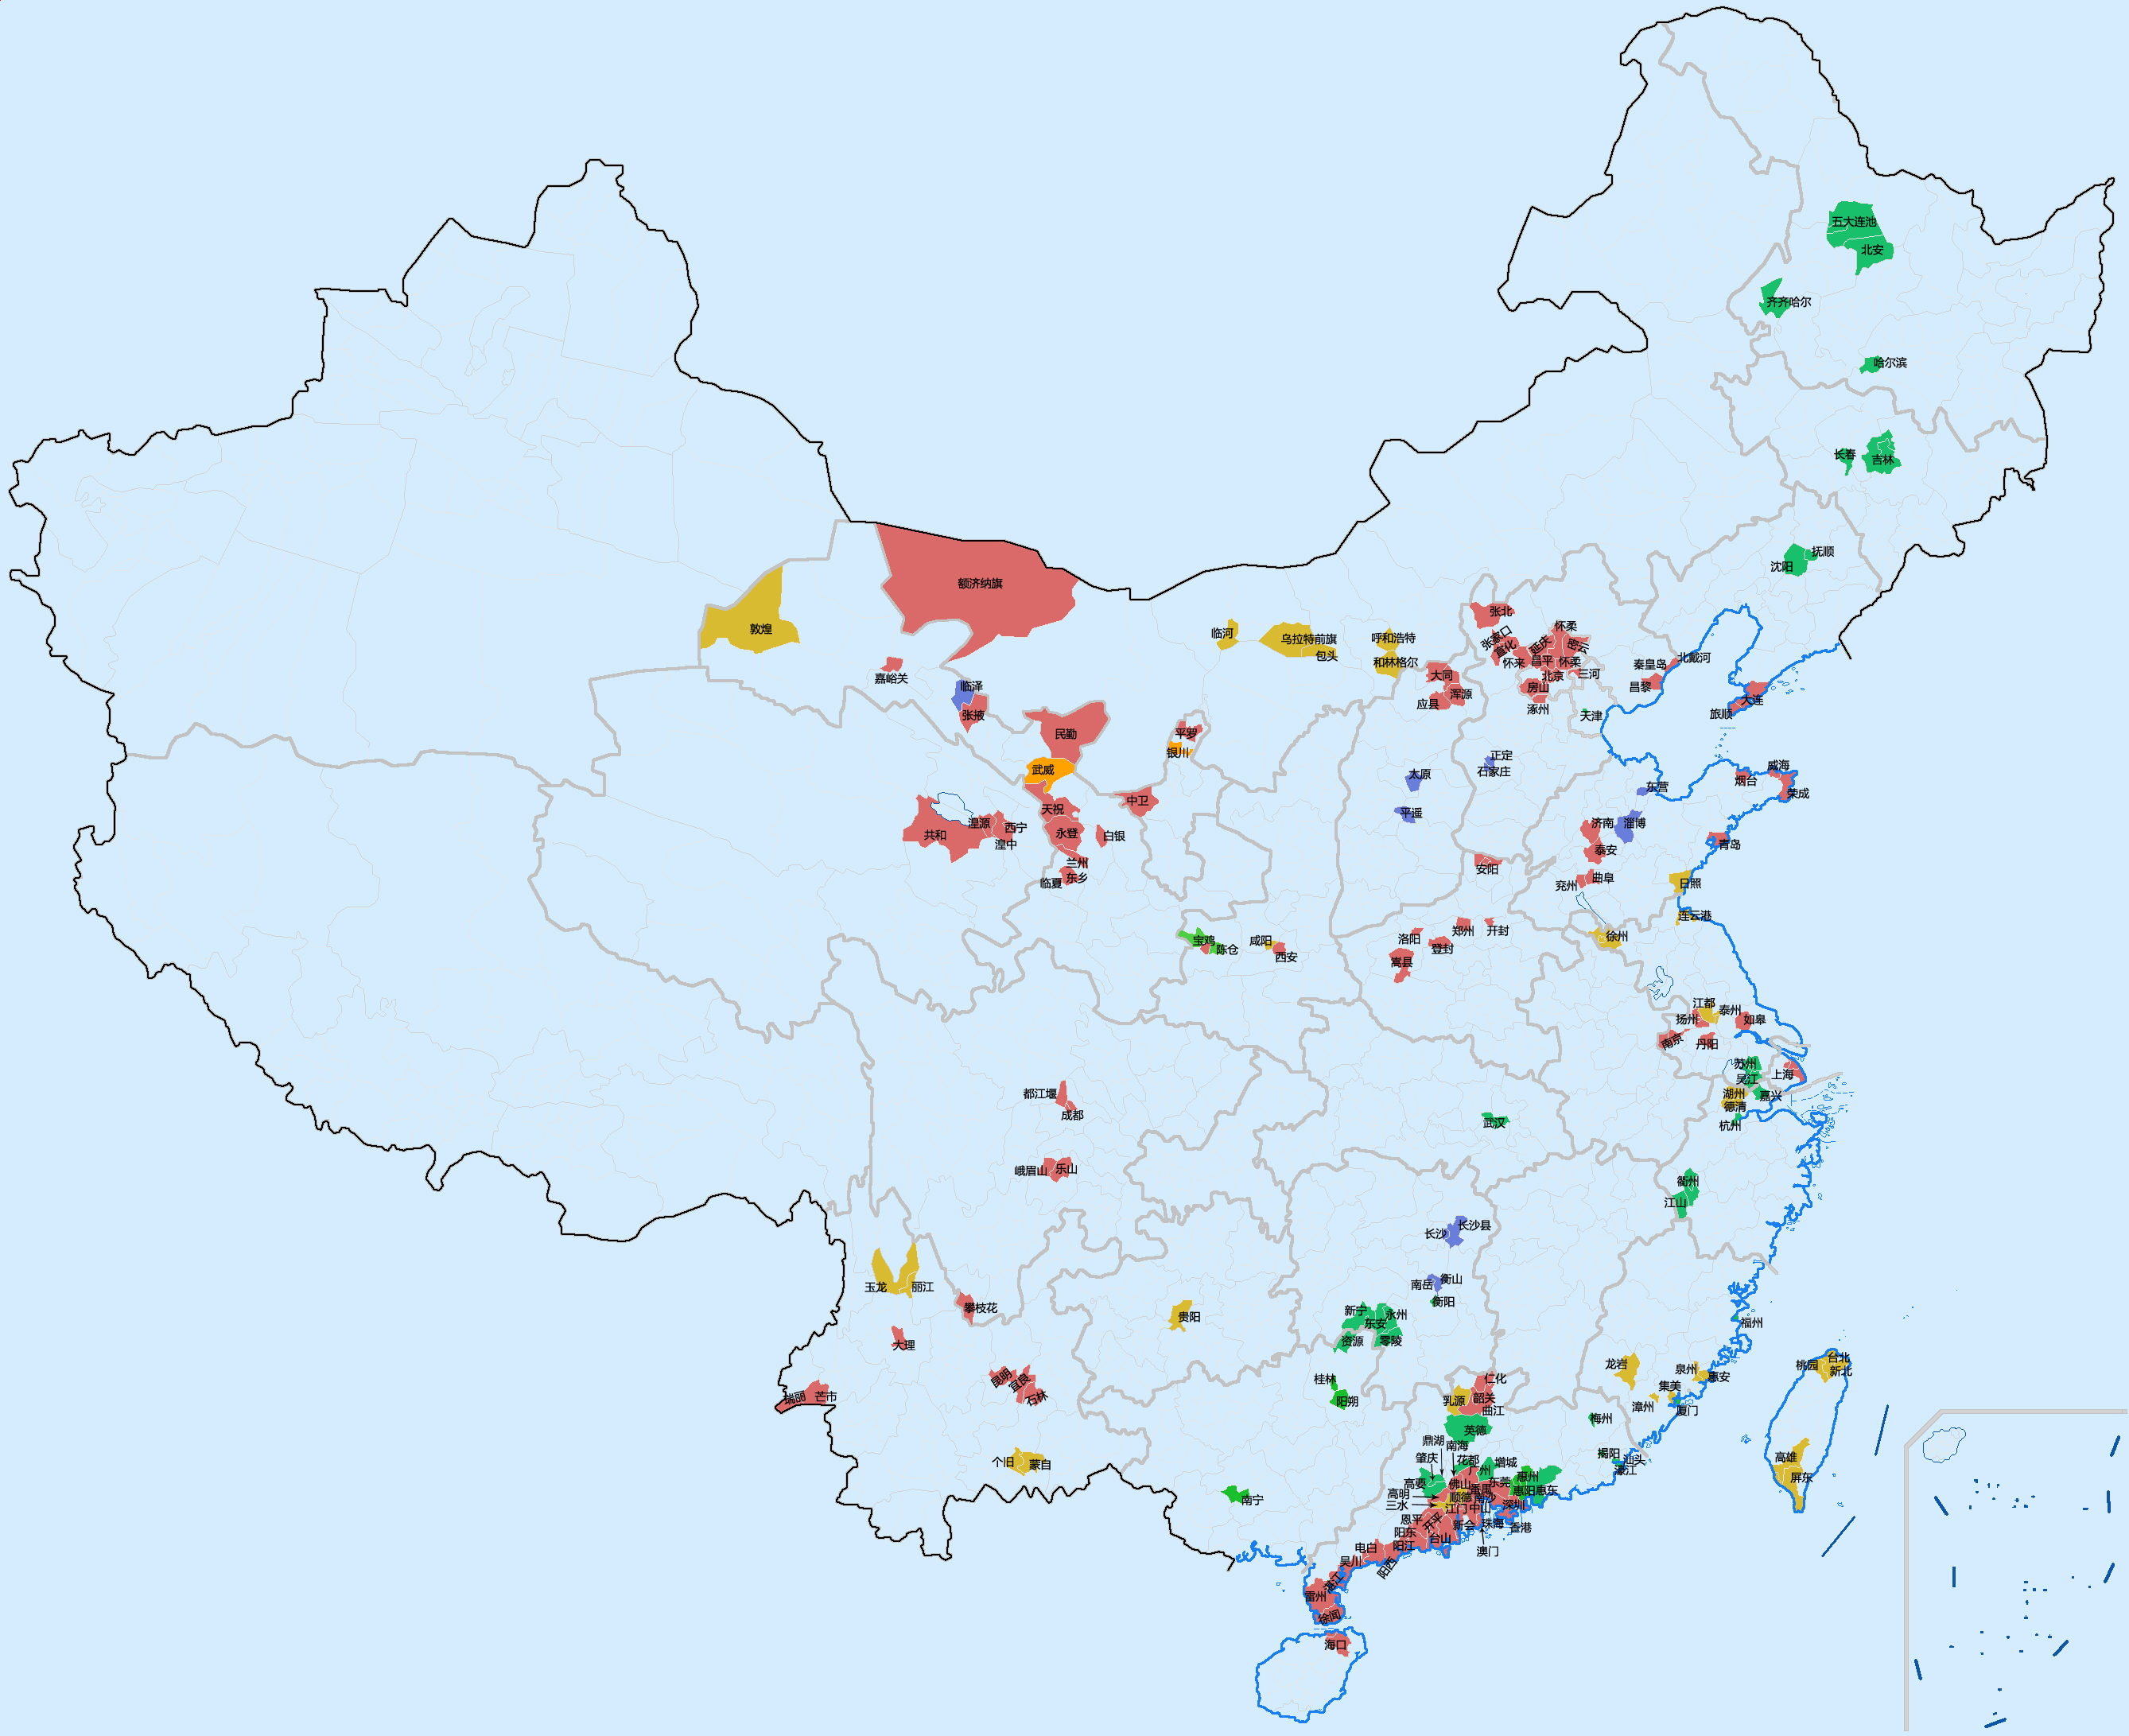 五大连池
北安
齐齐哈尔
哈尔滨
长春
吉林
抚顺
沈阳
额济纳旗
敦煌
嘉峪关
临泽
张掖
民勤
武威
天祝
永登
白银
兰州
临夏
东乡
共和
湟源
西宁
湟中
平罗
银川
中卫
临河
乌拉特前旗
包头
呼和浩特
和林格尔
张北
张家口
宣化
怀来
延庆
怀柔
密云
昌平
怀柔
北京
三河
房山
涿州
天津
大同
浑源
应县
秦皇岛
北戴河
昌黎
大连
旅顺
正定
石家庄
太原
平遥
东营
威海
烟台
荣成
济南
淄博
青岛
泰安
安阳
兖州
曲阜
日照
连云港
徐州
宝鸡
陈仓
咸阳
西安
洛阳
郑州
开封
登封
嵩县
江都
泰州
扬州
如皋
南京
丹阳
苏州
吴江
上海
湖州
嘉兴
德清
杭州
都江堰
成都
峨眉山
乐山
武汉
衢州
江山
长沙县
长沙
衡山
南岳
衡阳
新宁
永州
东安
资源
零陵
玉龙
丽江
攀枝花
大理
贵阳
昆明
宜良
石林
瑞丽
芒市
个旧
蒙自
桂林
阳朔
南宁
福州
龙岩
泉州
惠安
集美
漳州
厦门
台北
桃园
新北
高雄
屏东
仁化
乳源
韶关
曲江
英德
梅州
揭阳
汕头
濠江
鼎湖
南海
肇庆
花都
增城
广州
高要
佛山
番禺
东莞
惠州
高明
顺德
南沙
惠阳
惠东
三水
江门
中山
深圳
恩平
开平
新会
珠海
香港
阳东
台山
澳门
电白
阳江
吴川
阳西
湛江
雷州
徐闻
海口